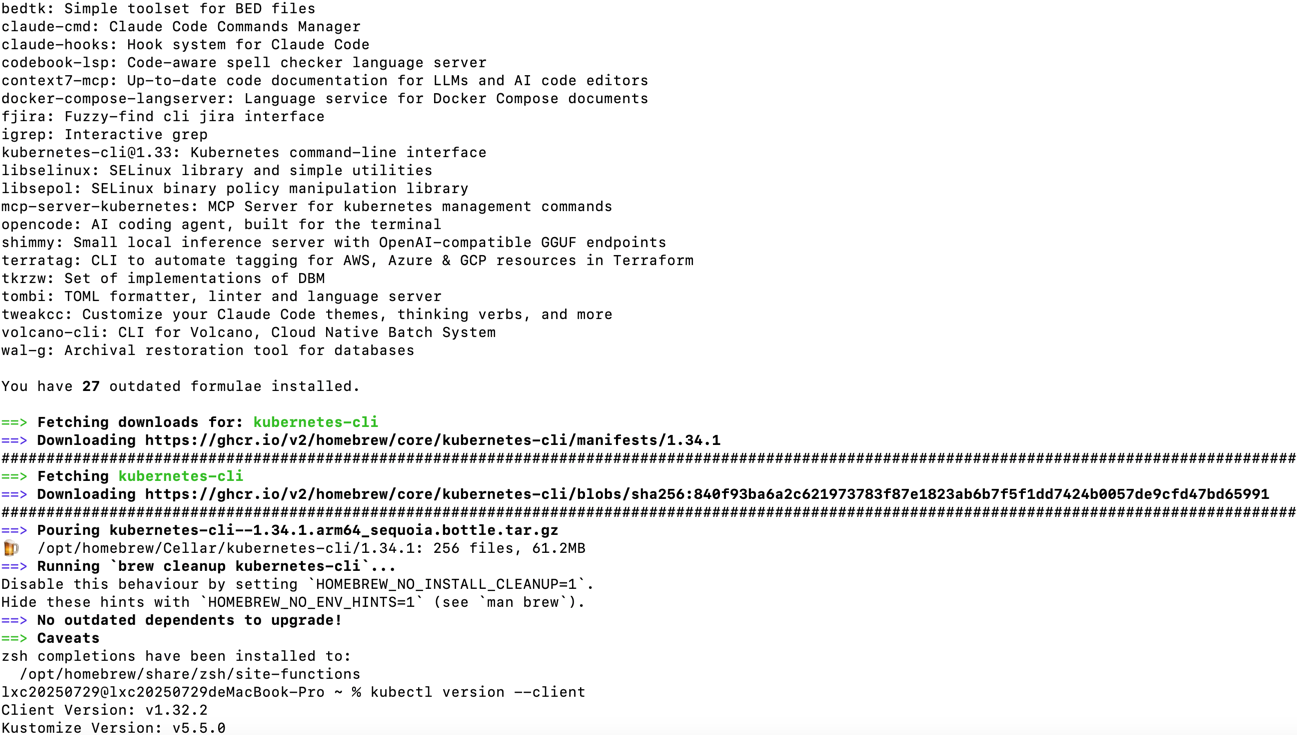 bedtk: Simple toolset for BED files
claude-cmd: Claude Code Commands Manager
claude-hooks: Hook system for Claude Code
codebook-lsp: Code-aware spell checker language server
context7-mcp: Up-to-date code documentation for LLMs and AI code editors
docker-compose-langserver: Language service for Docker Compose documents
fjira: Fuzzy-find cli jira interface
igrep: Interactive grep
kubernetes-cli@1.33: Kubernetes command-line interface
libselinux: SELinux library and simple utilities
libsepol: SELinux binary policy manipulation library
mcp-server-kubernetes: MCP Server for kubernetes management commands
opencode: AI coding agent, built for the terminal
shimmy: Small local inference server with OpenAI-compatible GGUF endpoints
terratag: CLI to automate tagging for AWS, Azure & GCP resources in Terraform
tkrzw: Set of implementations of DBM
tombi: TOML formatter, linter and language server
tweakcc: Customize your Claude Code themes, thinking verbs, and more
volcano-cli: CLI for Volcano, Cloud Native Batch System
wal-g: Archival restoration tool for databases
You have 27 outdated formulae installed.
==> Fetching downloads for: kubernetes-cli
==> Downloading https://ghcr.io/v2/homebrew/core/kubernetes-cli/manifests/1.34.1
################################################################################################################################################
==> Fetching kubernetes-cli
==> Downloading https://ghcr.io/v2/homebrew/core/kubernetes-cli/blobs/sha256:840f93ba6a2c621973783f87e1823ab6b7f5f1dd7424b0057de9cfd47bd65991
################################################################################################################################################
==> Pouring kubernetes-cli--1.34.1.arm64_sequoia.bottle.tar.gz
🍺 /opt/homebrew/Cellar/kubernetes-cli/1.34.1: 256 files, 61.2MB
==> Running `brew cleanup kubernetes-cli`...
Disable this behaviour by setting `HOMEBREW_NO_INSTALL_CLEANUP=1`.
Hide these hints with `HOMEBREW_NO_ENV_HINTS=1` (see `man brew`).
==> No outdated dependents to upgrade!
==> Caveats
zsh completions have been installed to:
/opt/homebrew/share/zsh/site-functions
lxc20250729@lxc20250729deMacBook-Pro ~ % kubectl version --client
Client Version: v1.32.2
Kustomize Version: v5.5.0